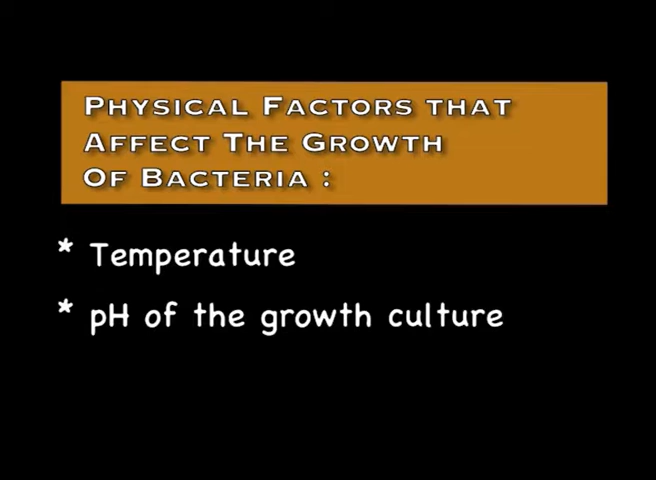 PHYSICAL FACTORS THAT
AFFECT THE GROWTH
OF BACTERIA :
* Temperature
* pH of the growth culture